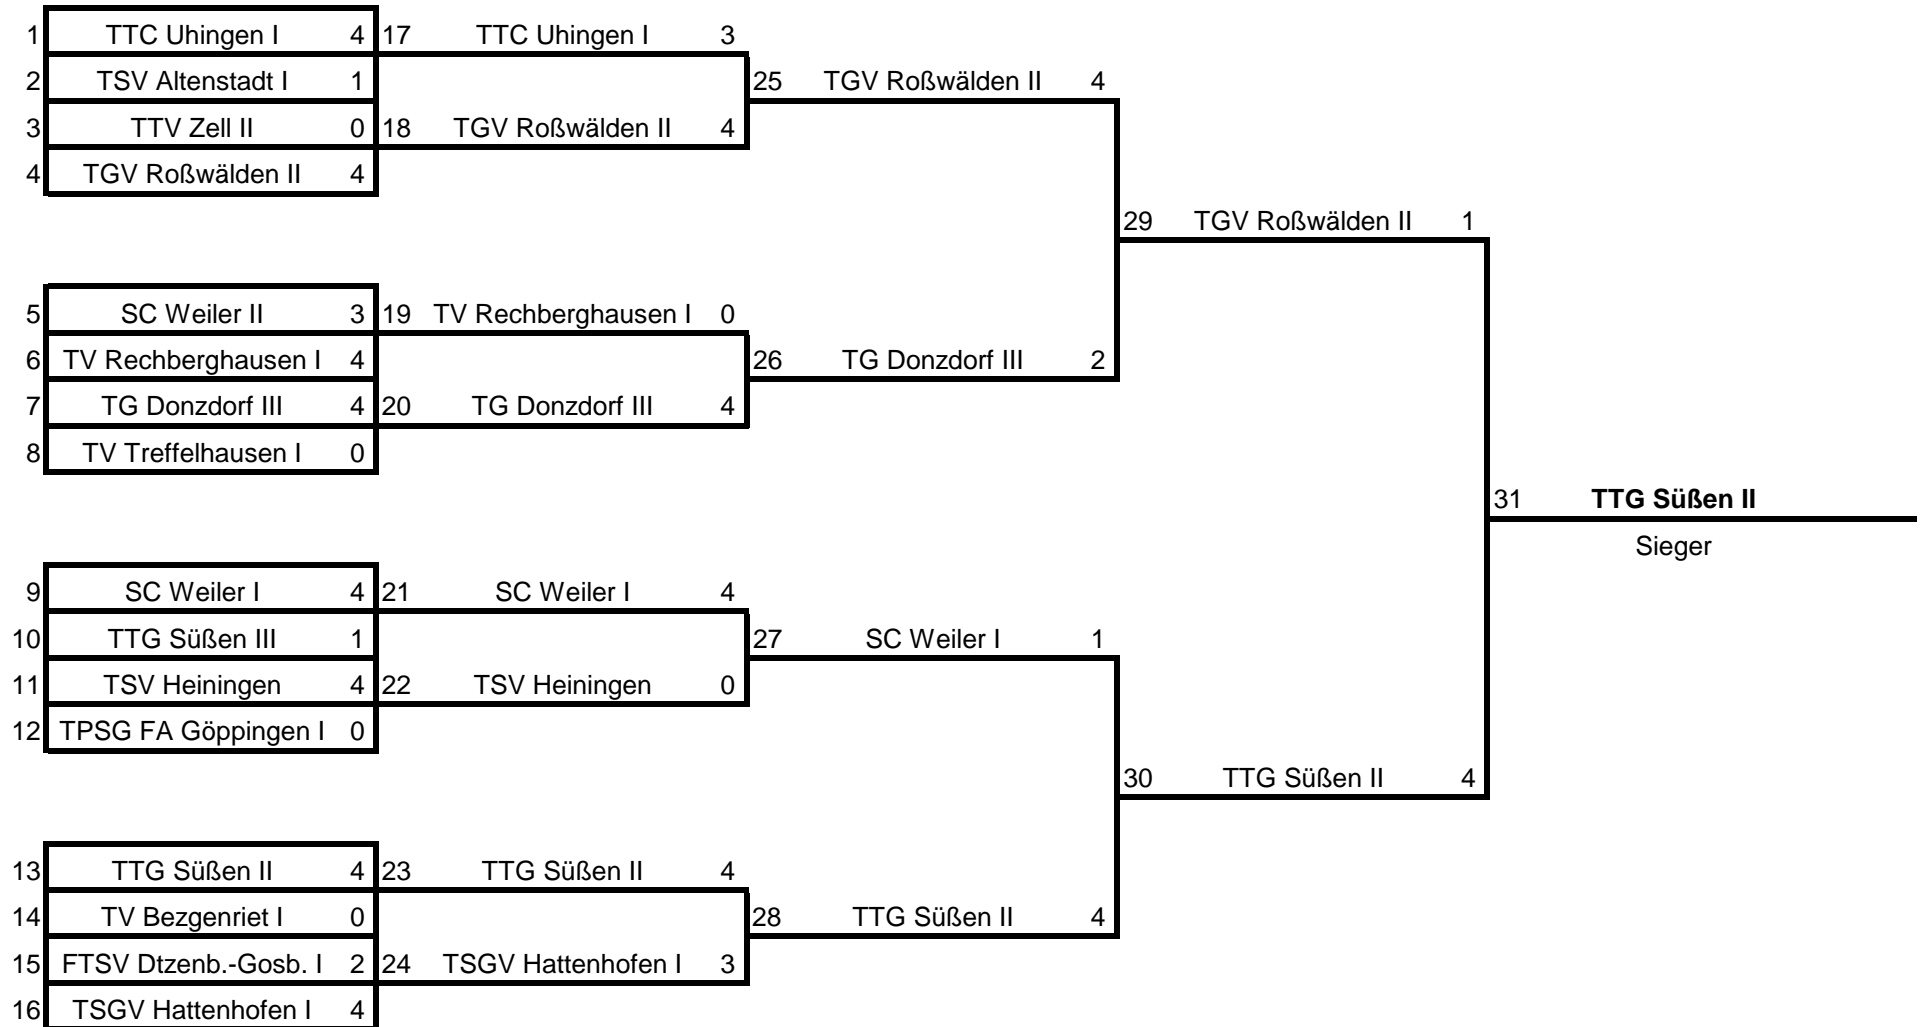 1 TTC Uhingen I 4 17 TTC Uhingen I 3
2 TSV Altenstadt I 1 25 TGV Roßwälden II 4
3 TTV Zell II 0 18 TGV Roßwälden II 4
4 TGV Roßwälden II 4
29 TGV Roßwälden II 1
5 SC Weiler II 3 19 TV Rechberghausen I 0
6 TV Rechberghausen I 4 26 TG Donzdorf III 2
7 TG Donzdorf III 4 20 TG Donzdorf III 4
8 TV Treffelhausen I 0
31 TTG Süßen II
Sieger
9 SC Weiler I 4 21 SC Weiler I 4
10 TTG Süßen III 1 27 SC Weiler I 1
11 TSV Heiningen 4 22 TSV Heiningen 0
12 TPSG FA Göppingen I 0
30 TTG Süßen II 4
13 TTG Süßen II 4 23 TTG Süßen II 4
14 TV Bezgenriet I 0 28 TTG Süßen II 4
15 FTSV Dtzenb.-Gosb. I 2 24 TSGV Hattenhofen I 3
16 TSGV Hattenhofen I 4